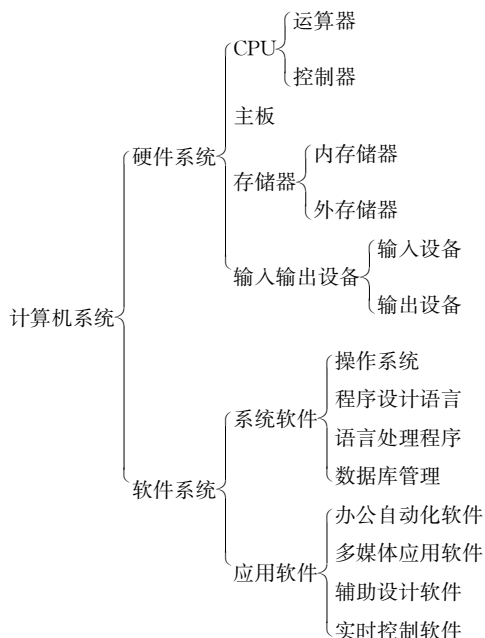 运算器
CPU
控制器
主板
硬件系统
内存储器
存储器
外存储器
输入设备
输入输出设备
输出设备
计算机系统
操作系统
程序设计语言
系统软件
语言处理程序
数据库管理
软件系统
办公自动化软件
多媒体应用软件
应用软件
辅助设计软件
实时控制软件